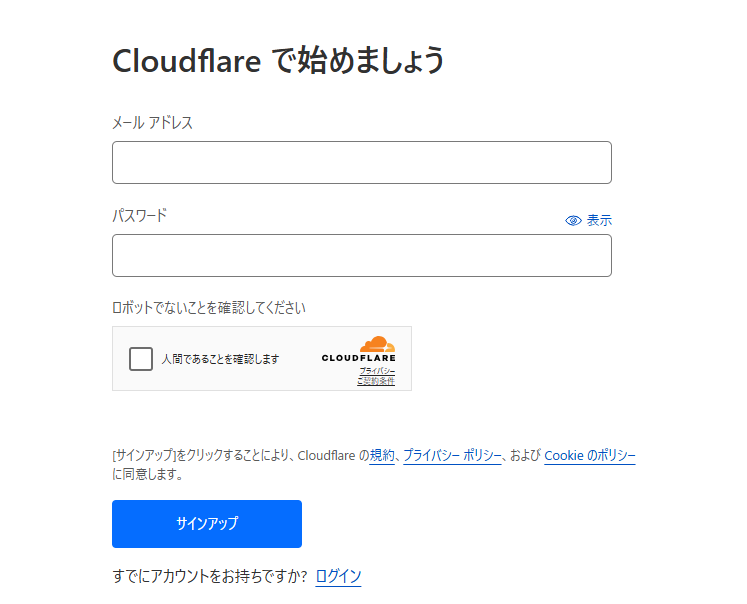 Cloudflare で始めましょう
メール アドレス
パスワード
表示
ロボットでないことを確認してください
人間であることを確認します
CLOUDFLARE
プライバシー
ご契約条件
[サインアップ]をクリックすることにより、Cloudflare の規約、プライバシー ポリシー、および Cookie のポリシー
に同意します。
サインアップ
すでにアカウントをお持ちですか? ログイン